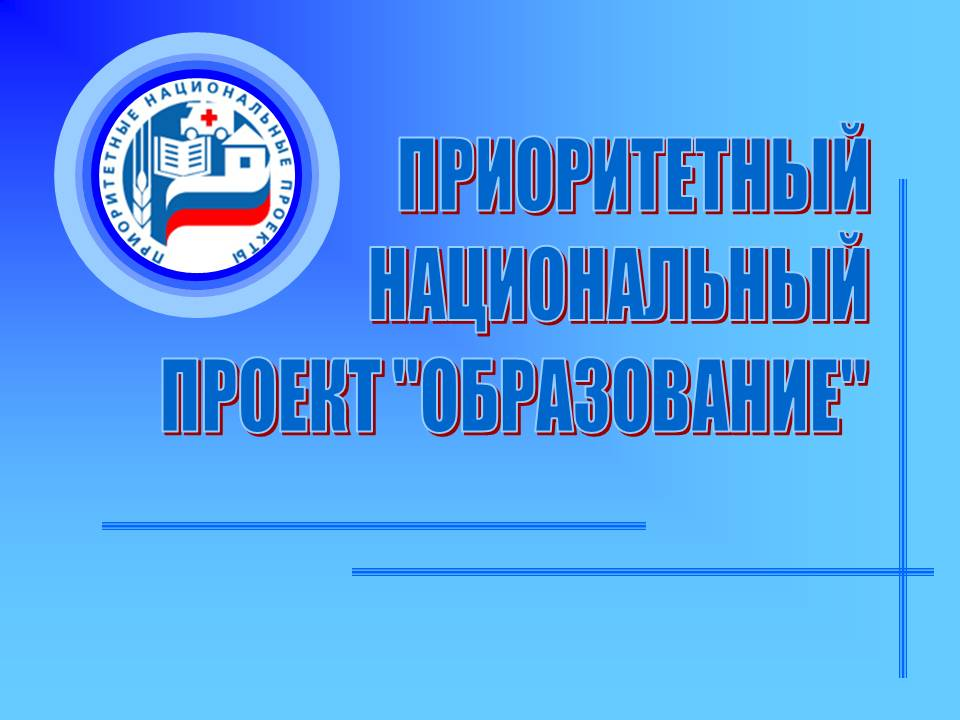 ПРИОРИТЕТНЫЕ НАЦИОНАЛЬНЫЕ ПРОЕКТЫ
ПРИОРИТЕТНЫЙ
НАЦИОНАЛЬНЫЙ
ПРОЕКТ "ОБРАЗОВАНИЕ"